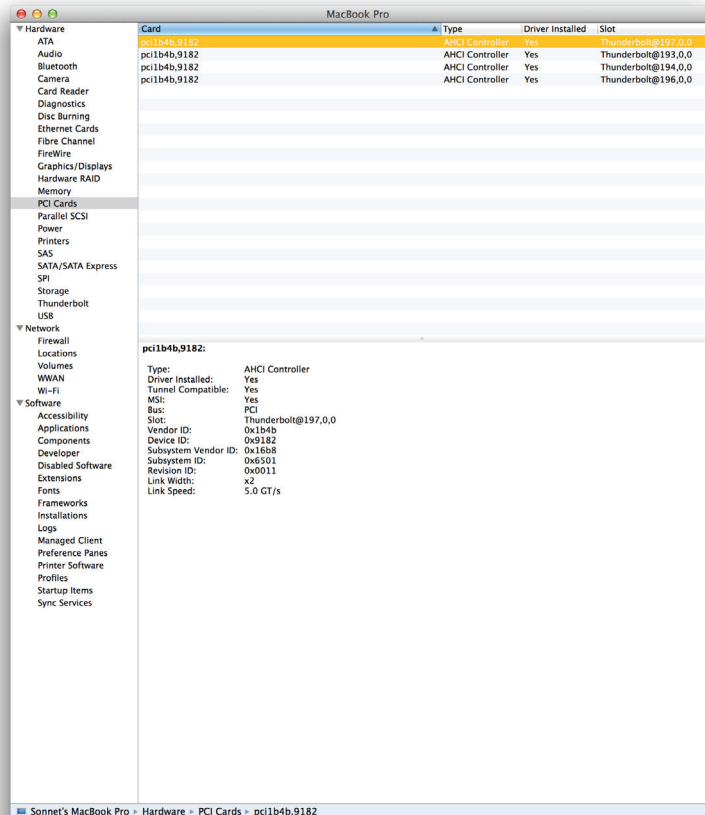 MacBook Pro
▼ Hardware
ATA
Audio
Bluetooth
Camera
Card Reader
Diagnostics
Disc Burning
Ethernet Cards
Fibre Channel
FireWire
Graphics/Displays
Hardware RAID
Memory
PCI Cards
Parallel SCSI
Power
Printers
SAS
SATA/SATA Express
SPI
Storage
Thunderbolt
USB
▼ Network
Firewall
Locations
Volumes
WWAN
Wi-Fi
▼ Software
Accessibility
Applications
Components
Developer
Disabled Software
Extensions
Fonts
Frameworks
Installations
Logs
Managed Client
Preference Panes
Printer Software
Profiles
Startup Items
Sync Services
Card ▲ Type Driver Installed Slot
pci1b4b,9182 AHCI Controller Yes Thunderbolt@197,0,0
pci1b4b,9182 AHCI Controller Yes Thunderbolt@193,0,0
pci1b4b,9182 AHCI Controller Yes Thunderbolt@194,0,0
pci1b4b,9182 AHCI Controller Yes Thunderbolt@196,0,0
pci1b4b,9182:
Type: AHCI Controller
Driver Installed: Yes
Tunnel Compatible: Yes
MSI: Yes
Bus: PCI
Slot: Thunderbolt@197,0,0
Vendor ID: 0x1b4b
Device ID: 0x9182
Subsystem Vendor ID: 0x16b8
Subsystem ID: 0x6501
Revision ID: 0x0011
Link Width: x2
Link Speed: 5.0 GT/s
Sonnet's MacBook Pro ▸ Hardware ▸ PCI Cards ▸ pci1b4b,9182